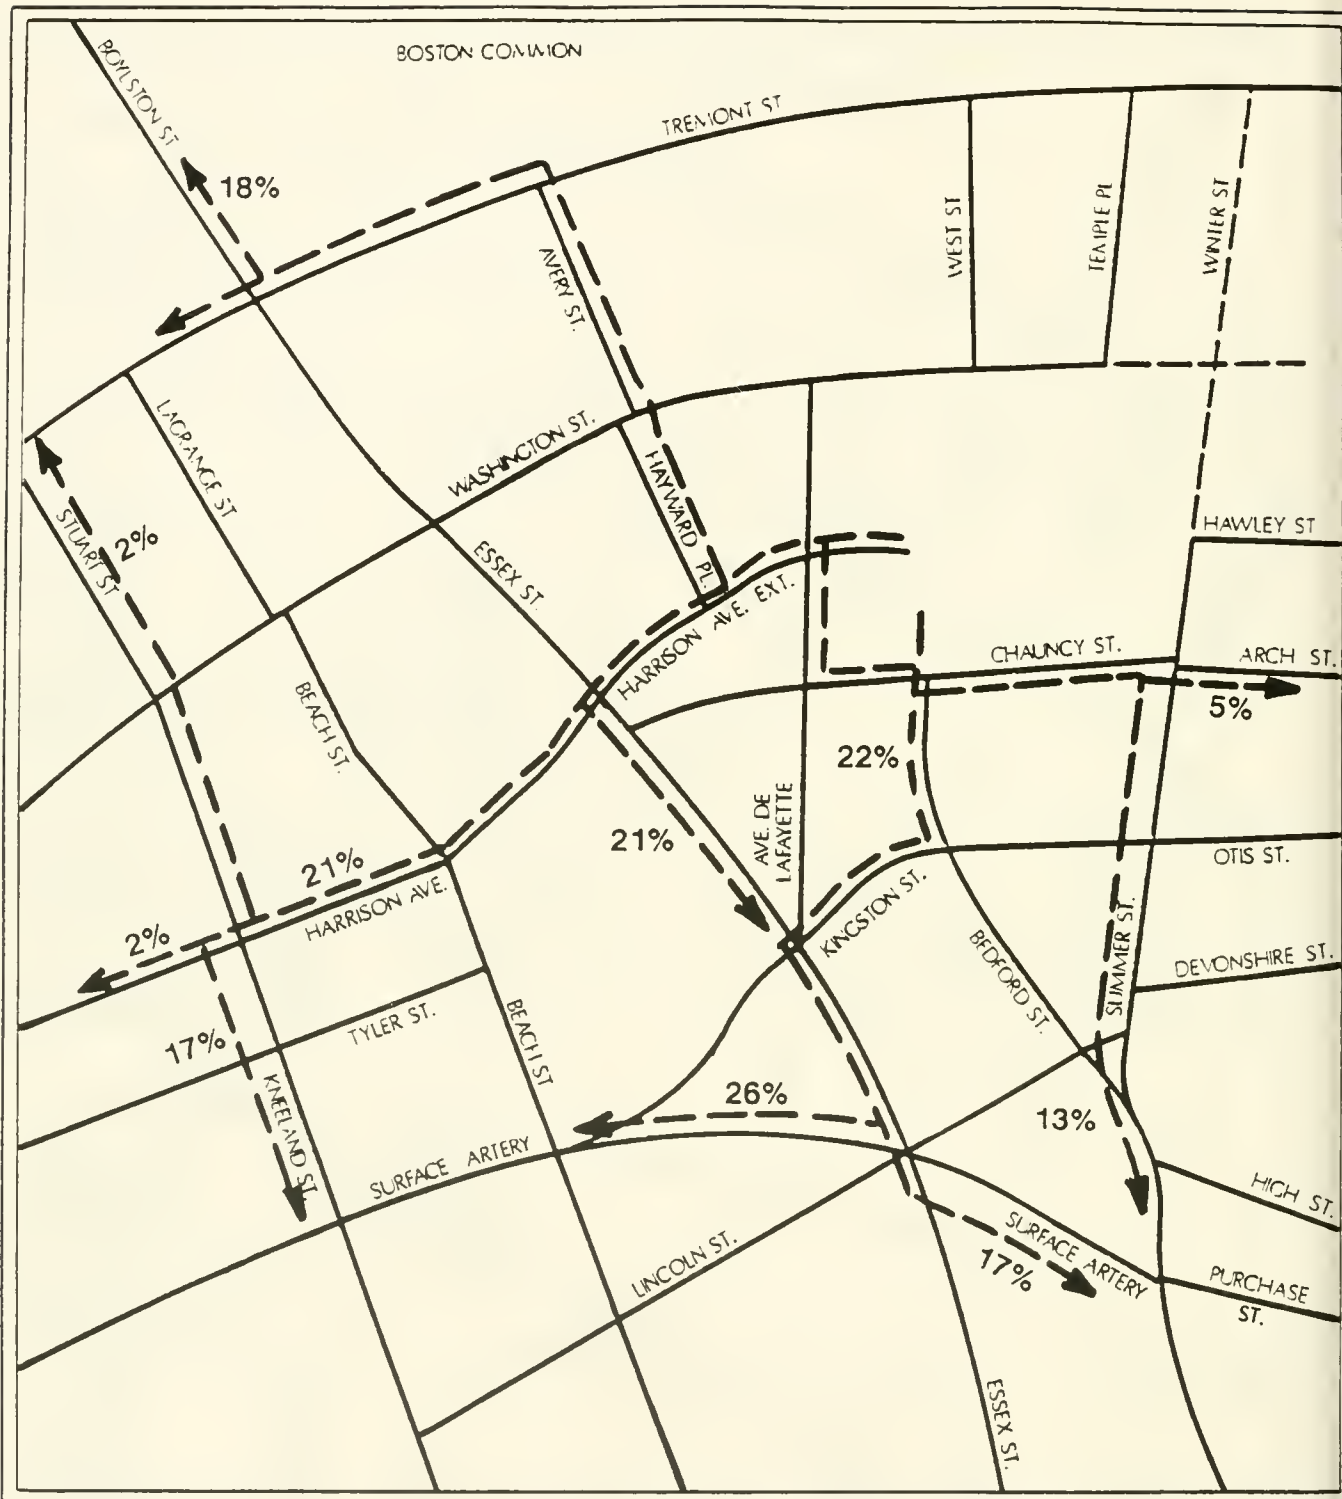 BOSTON COMMON
BOYLSTON ST
TREMONT ST
18%
WEST ST
TEMPLE PL
WINTER ST
AVERY ST.
LAGRANGE ST
WASHINGTON ST.
HAYWARD PL.
STUART ST
2%
ESSEX ST.
HAWLEY ST
HARRISON AVE. EXT.
CHAUNCY ST.
ARCH ST.
5%
BEACH ST.
22%
21%
AVE. DE
LAFAYETTE
21%
OTIS ST.
HARRISON AVE.
KINGSTON ST.
2%
BEDFORD ST.
SUMMER ST.
DEVONSHIRE ST.
17%
TYLER ST.
BEACH ST
KNEELAND ST.
26%
13%
SURFACE ARTERY
HIGH ST.
LINCOLN ST.
SURFACE ARTERY
17%
PURCHASE
ST.
ESSEX ST.